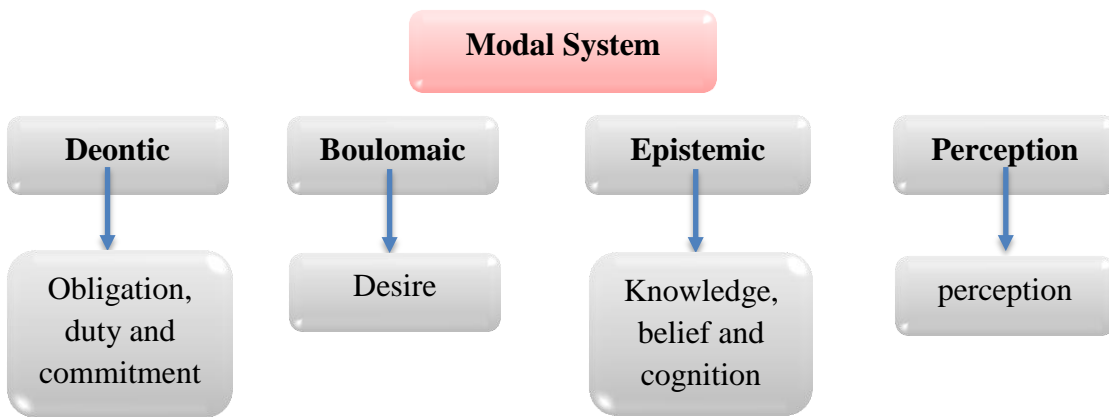 Modal System
Deontic
Boulomaic
Epistemic
Perception
Obligation,
duty and
commitment
Desire
Knowledge,
belief and
cognition
perception